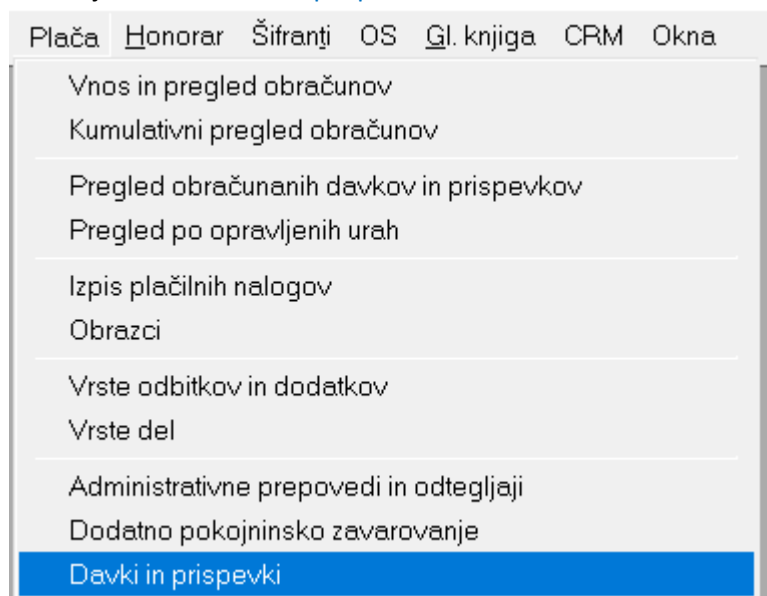 Plača Honorar Šifranti OS Gl. knjiga CRM Okna
Vnos in pregled obračunov
Kumulativni pregled obračunov
Pregled obračunanih davkov in prispevkov
Pregled po opravljenih urah
Izpis plačilnih nalogov
Obrazci
Vrste odbitkov in dodatkov
Vrste del
Administrativne prepovedi in odtegljaji
Dodatno pokojninsko zavarovanje
Davki in prispevki